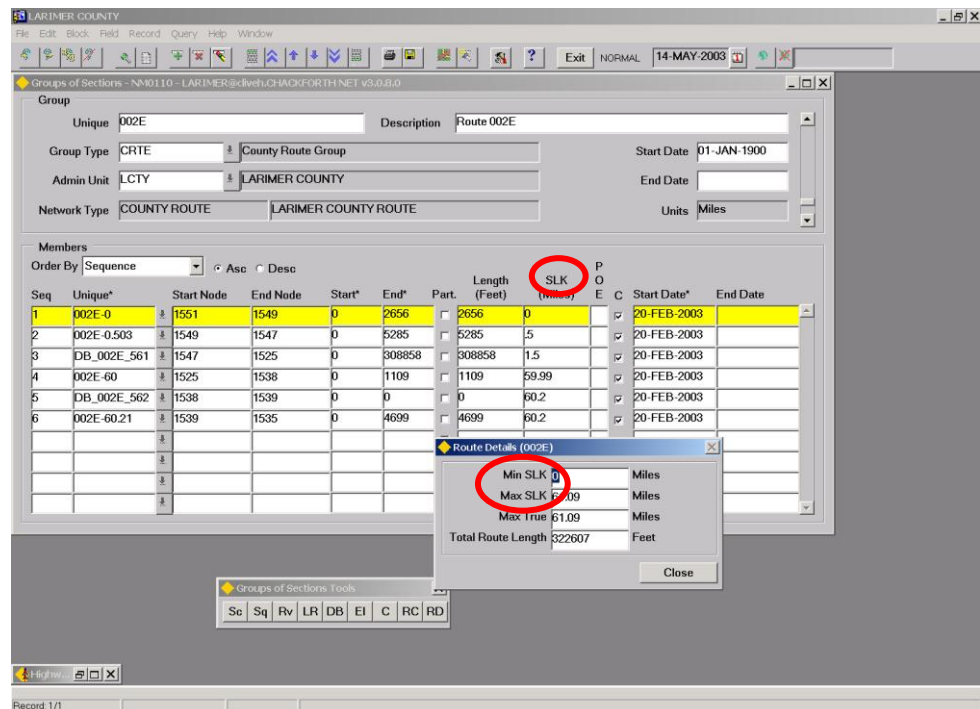 LARIMER COUNTY
File Edit Block Field Record Query Help Window
? Exit NORMAL 14-MAY-2003
Groups of Sections - NM0110 - LARIMER@cliveh.CHACKFORTH.NET v3.0.8.0
Group
Unique 002E Description Route 002E
Group Type CRTE County Route Group Start Date 01-JAN-1900
Admin Unit LCTY LARIMER COUNTY End Date
Network Type COUNTY ROUTE LARIMER COUNTY ROUTE Units Miles
Members
Order By Sequence Asc Desc
Seq Unique* Start Node End Node Start* End* Part. Length (Feet) SLK (Miles) P O E C Start Date* End Date
1 002E-0 1551 1549 0 2656 2656 0 20-FEB-2003
2 002E-0.503 1549 1547 0 5285 5285 .5 20-FEB-2003
3 DB_002E_561 1547 1525 0 308858 308858 1.5 20-FEB-2003
4 002E-60 1525 1538 0 1109 1109 59.99 20-FEB-2003
5 DB_002E_562 1538 1539 0 0 0 60.2 20-FEB-2003
6 002E-60.21 1539 1535 0 4699 4699 60.2 20-FEB-2003
Route Details (002E)
Min SLK 0 Miles
Max SLK Miles
Max True 61.09 Miles
Total Route Length 322607 Feet
Close
Groups of Sections Tools
Sc Sq Rv LR DB EI C RC RD
Highw...
Record: 1/1